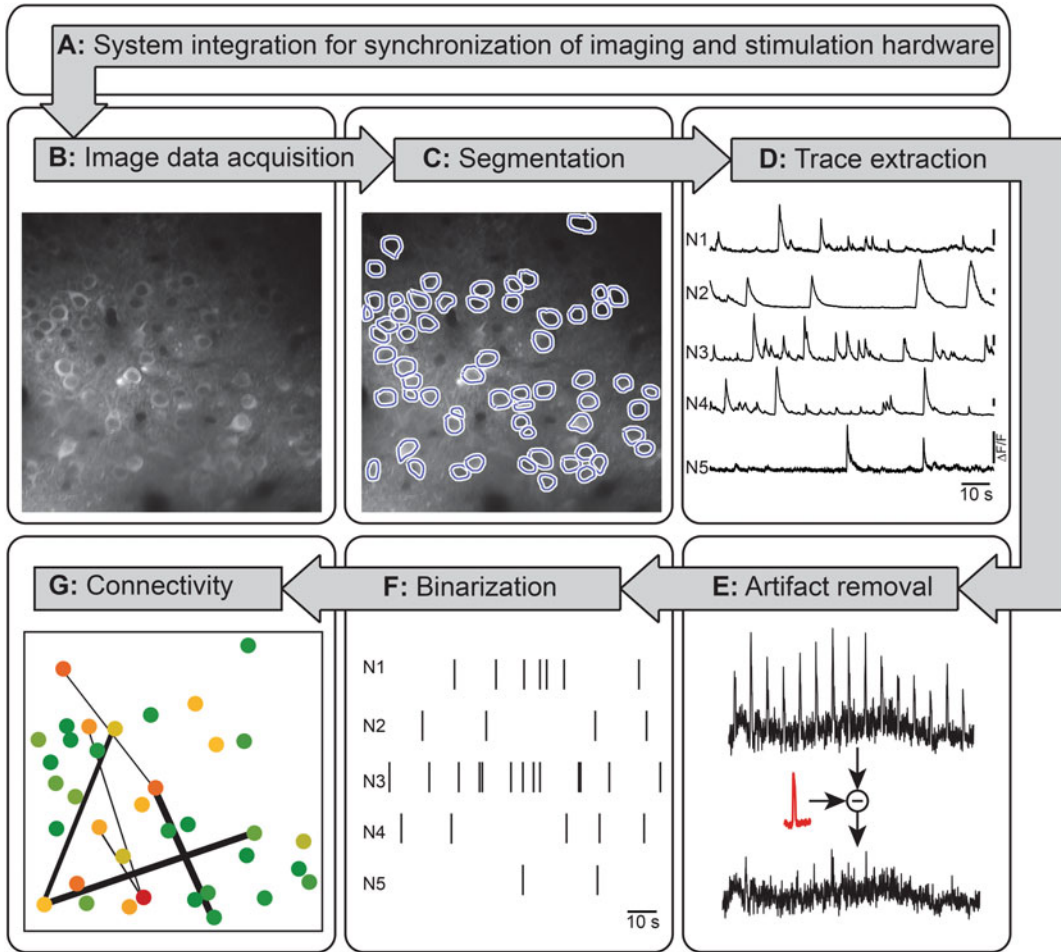 A: System integration for synchronization of imaging and stimulation hardware
B: Image data acquisition
C: Segmentation
D: Trace extraction
N1
N2
N3
N4
N5
ΔF/F
10 s
E: Artifact removal
F: Binarization
N1
N2
N3
N4
N5
10 s
G: Connectivity